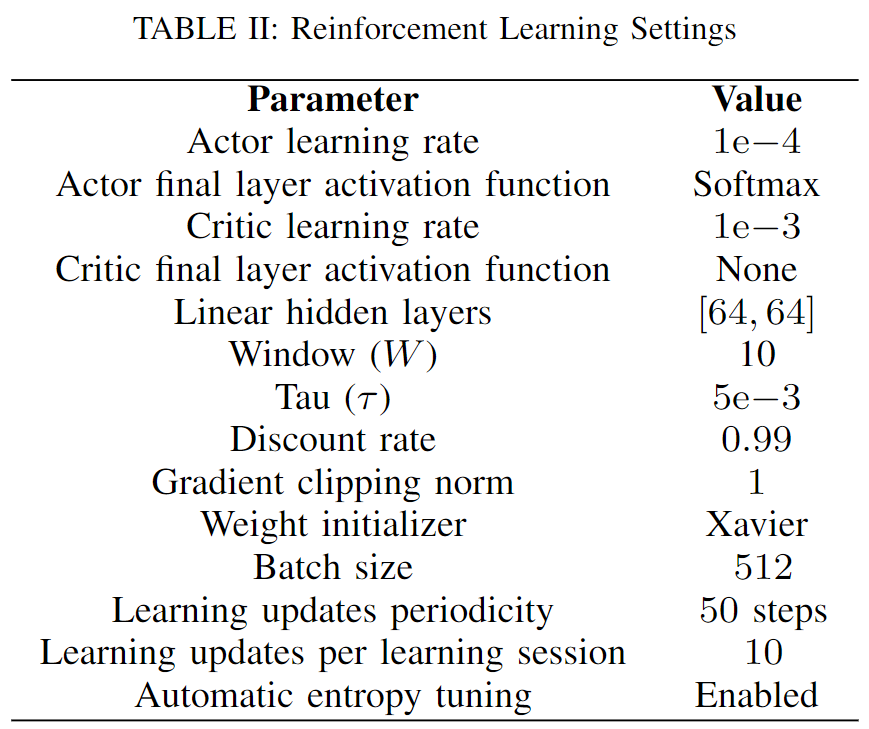 TABLE II: Reinforcement Learning Settings
Parameter Value
Actor learning rate 1e−4
Actor final layer activation function Softmax
Critic learning rate 1e−3
Critic final layer activation function None
Linear hidden layers [64, 64]
Window (W) 10
Tau (τ) 5e−3
Discount rate 0.99
Gradient clipping norm 1
Weight initializer Xavier
Batch size 512
Learning updates periodicity 50 steps
Learning updates per learning session 10
Automatic entropy tuning Enabled